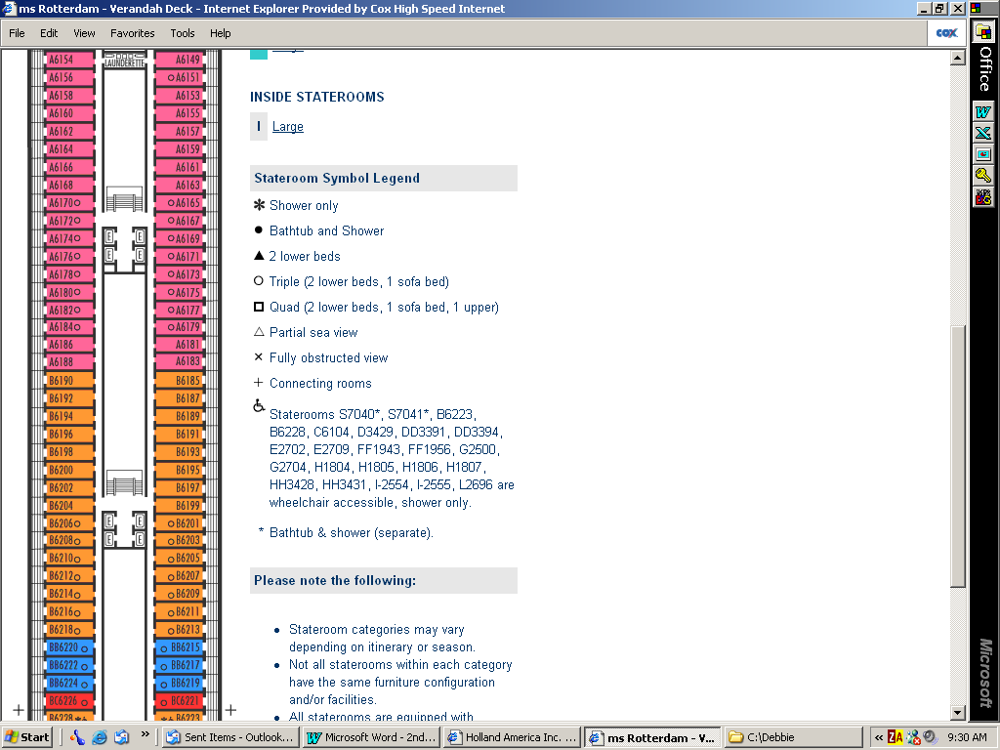 ms Rotterdam - Verandah Deck - Internet Explorer Provided by Cox High Speed Internet
File Edit View Favorites Tools Help
COX
Office
A6154 LAUNDERETTE A6149
A6156 A6151
A6158 A6153
A6160 A6155
A6162 A6157
A6164 A6159
A6166 A6161
A6168 A6163
A6170 A6165
A6172 A6167
A6174 E E A6169
A6176 E E A6171
A6178 A6173
A6180 A6175
A6182 A6177
A6184 A6179
A6186 A6181
A6188 A6183
B6190 B6185
B6192 B6187
B6194 B6189
B6196 B6191
B6198 B6193
B6200 B6195
B6202 B6197
B6204 B6199
B6206 E E B6201
B6208 E E B6203
B6210 B6205
B6212 B6207
B6214 B6209
B6216 B6211
B6218 B6213
BB6220 BB6215
BB6222 BB6217
BB6224 BB6219
BC6226 BC6221
B6228 B6223
INSIDE STATEROOMS
I Large
Stateroom Symbol Legend
Shower only
Bathtub and Shower
2 lower beds
Triple (2 lower beds, 1 sofa bed)
Quad (2 lower beds, 1 sofa bed, 1 upper)
Partial sea view
Fully obstructed view
Connecting rooms
Staterooms S7040*, S7041*, B6223,
B6228, C6104, D3429, DD3391, DD3394,
E2702, E2709, FF1943, FF1956, G2500,
G2704, H1804, H1805, H1806, H1807,
HH3428, HH3431, I-2554, I-2555, L2696 are
wheelchair accessible, shower only.
* Bathtub & shower (separate).
Please note the following:
• Stateroom categories may vary
depending on itinerary or season.
• Not all staterooms within each category
have the same furniture configuration
and/or facilities.
• All staterooms are equipped with
Microsoft
Start » Sent Items - Outlook... Microsoft Word - 2nd... Holland America Inc. ... ms Rotterdam - V... C:\Debbie « ZA 9:30 AM